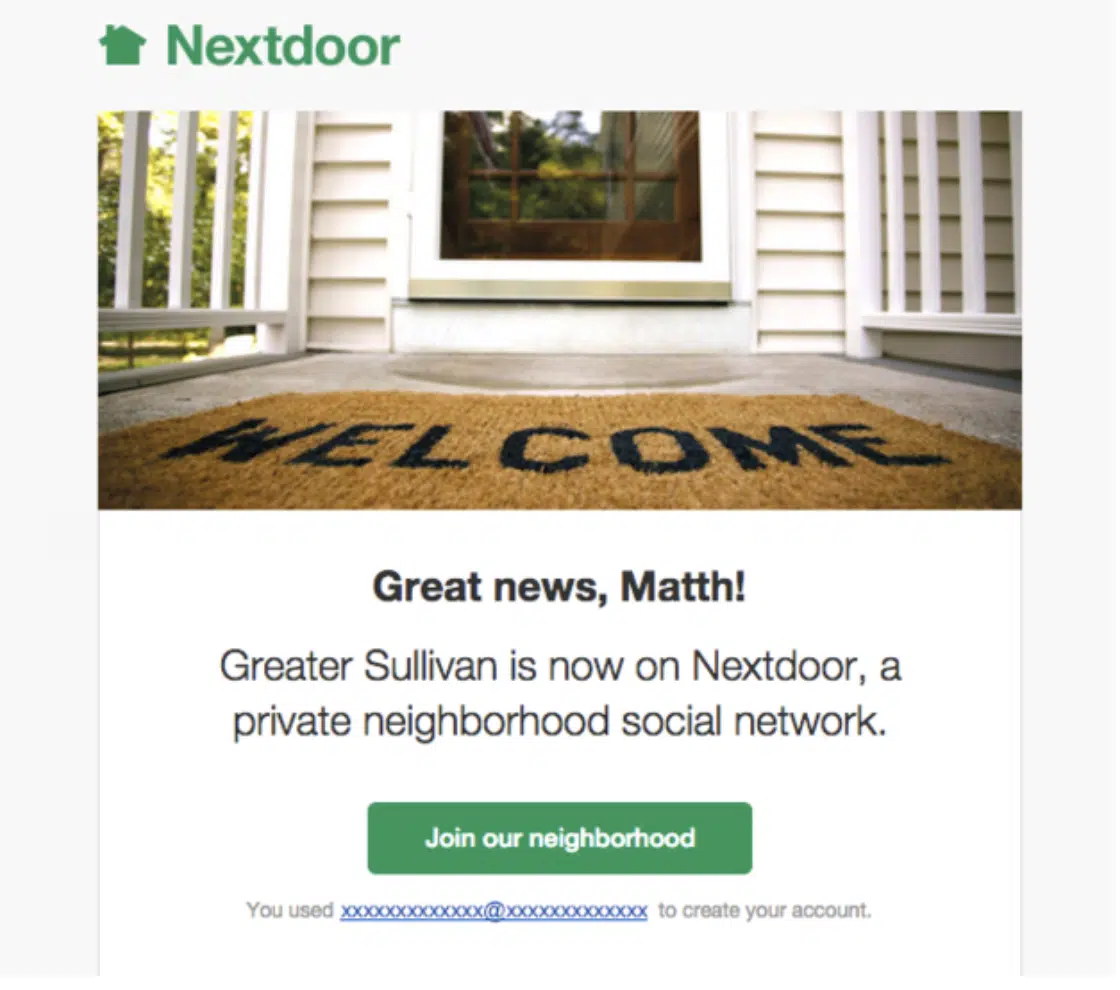 Nextdoor
WELCOME
Great news, Matth!
Greater Sullivan is now on Nextdoor, a
private neighborhood social network.
Join our neighborhood
You used xxxxxxxxxxxxx@xxxxxxxxxxxxx to create your account.